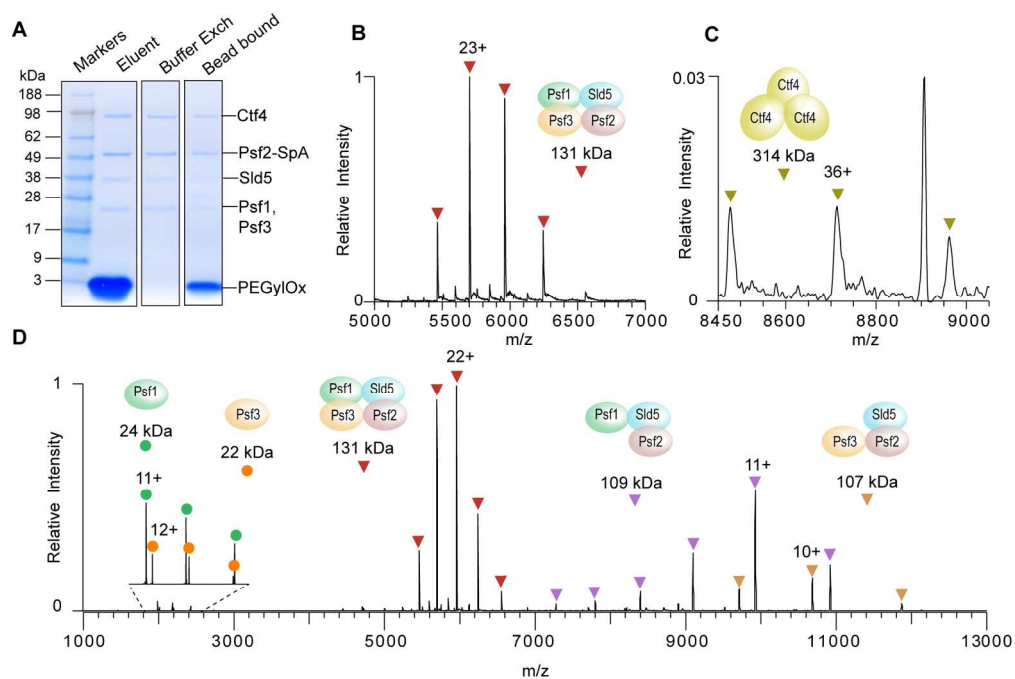 A
Markers
Eluent
Buffer Exch
Bead bound
kDa
188
98
62
49
38
28
17
9
3
Ctf4
Psf2-SpA
Sld5
Psf1,
Psf3
PEGylOx
B
Relative Intensity
1
0
23+
Psf1 Sld5
Psf3 Psf2
131 kDa
5000 5500 6000 6500 7000
m/z
C
Relative Intensity
0.03
0
Ctf4
Ctf4 Ctf4
314 kDa
36+
8450 8600 8800 9000
m/z
D
Relative Intensity
1
0
Psf1
24 kDa
11+
12+
Psf3
22 kDa
Psf1 Sld5
Psf3 Psf2
131 kDa
22+
Psf1 Sld5
Psf2
109 kDa
11+
Sld5
Psf3 Psf2
107 kDa
10+
1000 3000 5000 7000 9000 11000 13000
m/z